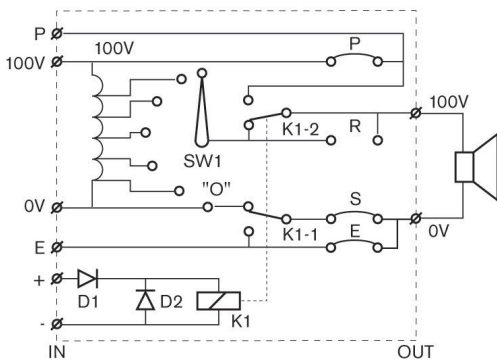 P
P
100V
100V
100V
K1-2
R
SW1
"O"
0V
S
0V
K1-1
E
E
+
D1
D2
K1
-
IN
OUT